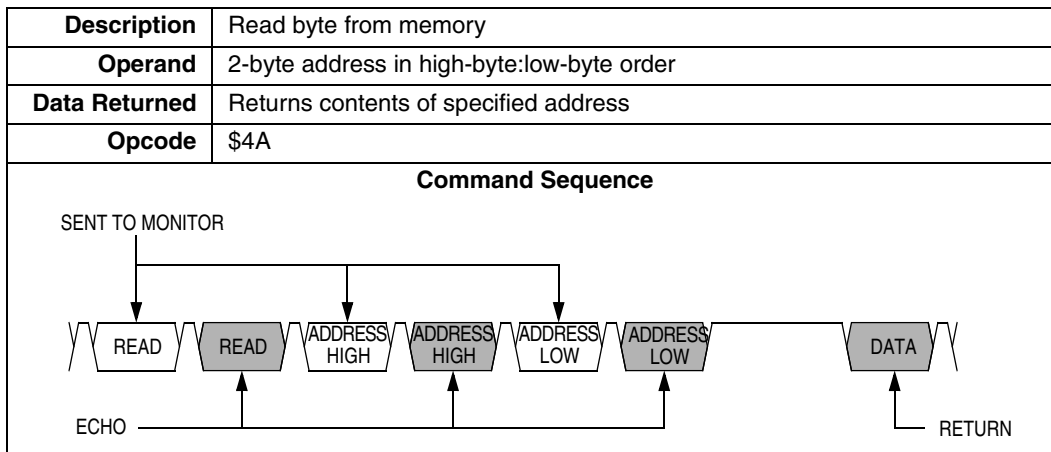 Description Read byte from memory
Operand 2-byte address in high-byte:low-byte order
Data Returned Returns contents of specified address
Opcode $4A
Command Sequence
SENT TO MONITOR
READ READ ADDRESS HIGH ADDRESS HIGH ADDRESS LOW ADDRESS LOW DATA
ECHO RETURN